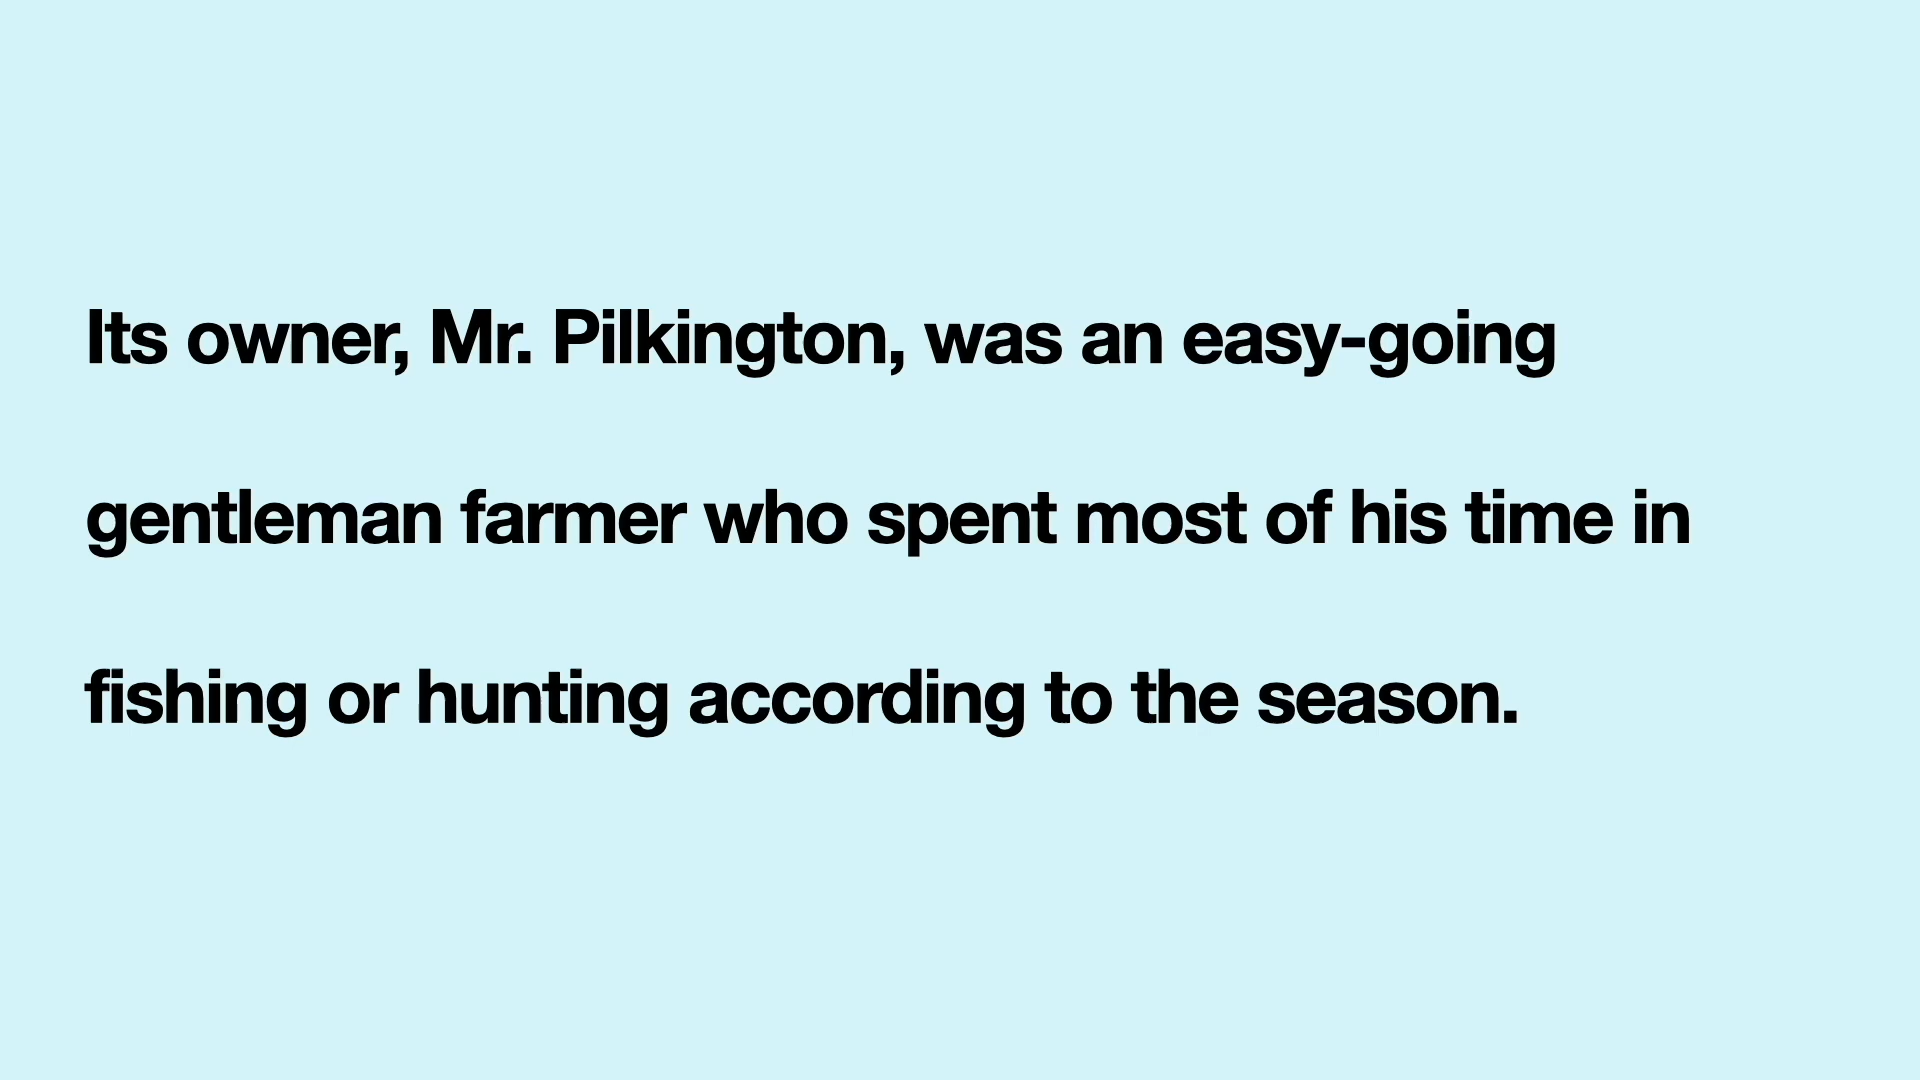 Its owner, Mr. Pilkington, was an easy-going
gentleman farmer who spent most of his time in
fishing or hunting according to the season.